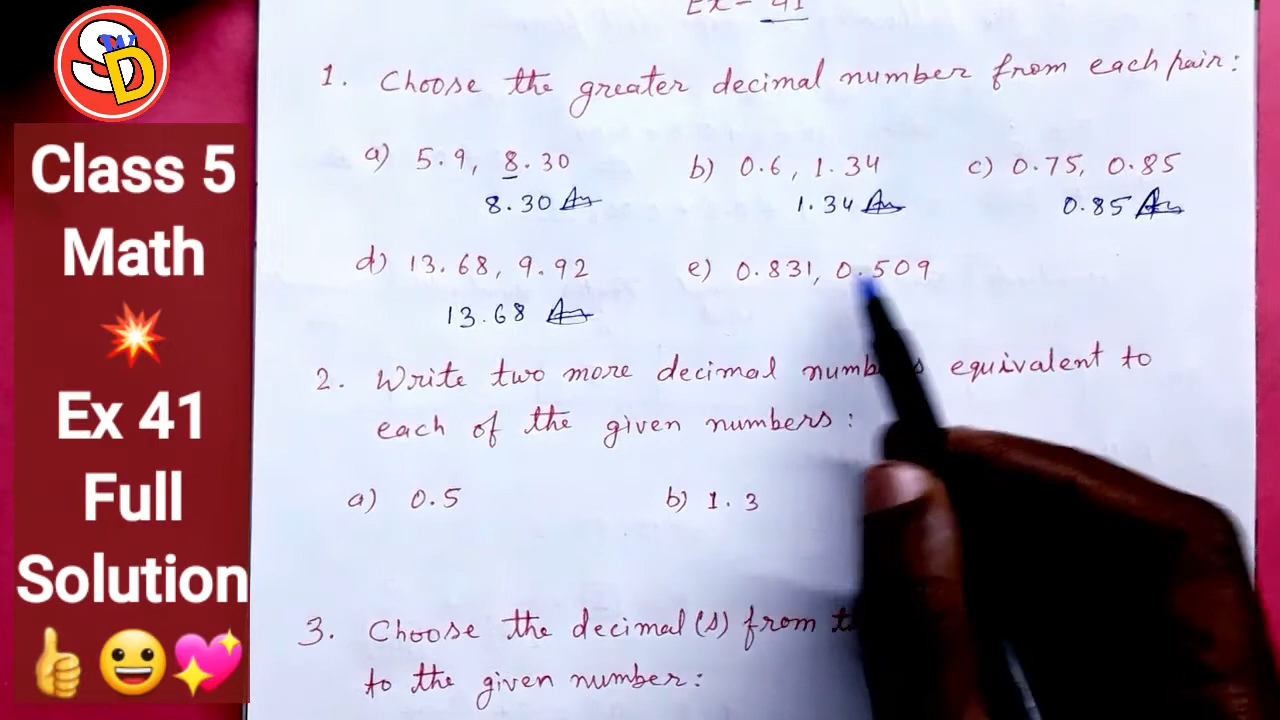 SWD
Class 5
Math
💥
Ex 41
Full
Solution
👍😀💖
Ex - 41
1. Choose the greater decimal number from each pair:
a) 5.9, 8.30 b) 0.6, 1.34 c) 0.75, 0.85
8.30 Ans 1.34 Ans 0.85 Ans
d) 13.68, 9.92 e) 0.831, 0.509
13.68 Ans
2. Write two more decimal equivalent to
each of the given numbers:
a) 0.5 b) 1.3
3. Choose the decimal(s) from
to the given number: